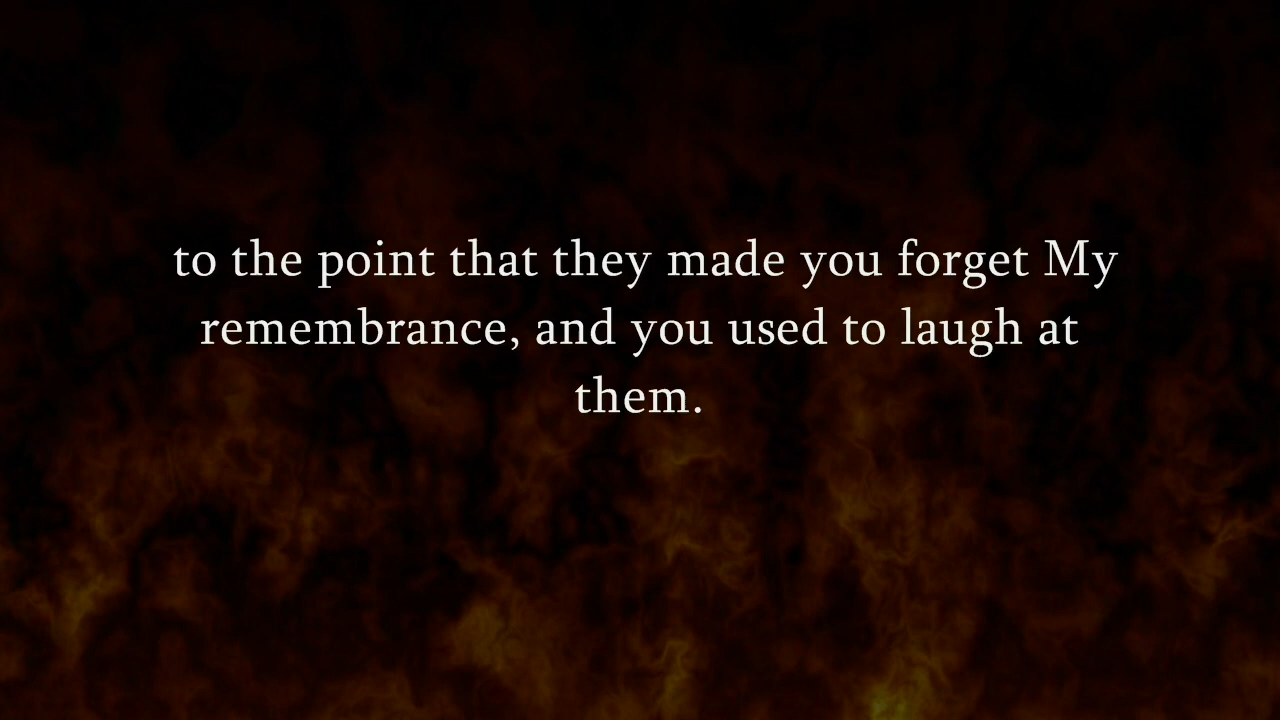 to the point that they made you forget My
remembrance, and you used to laugh at
them.